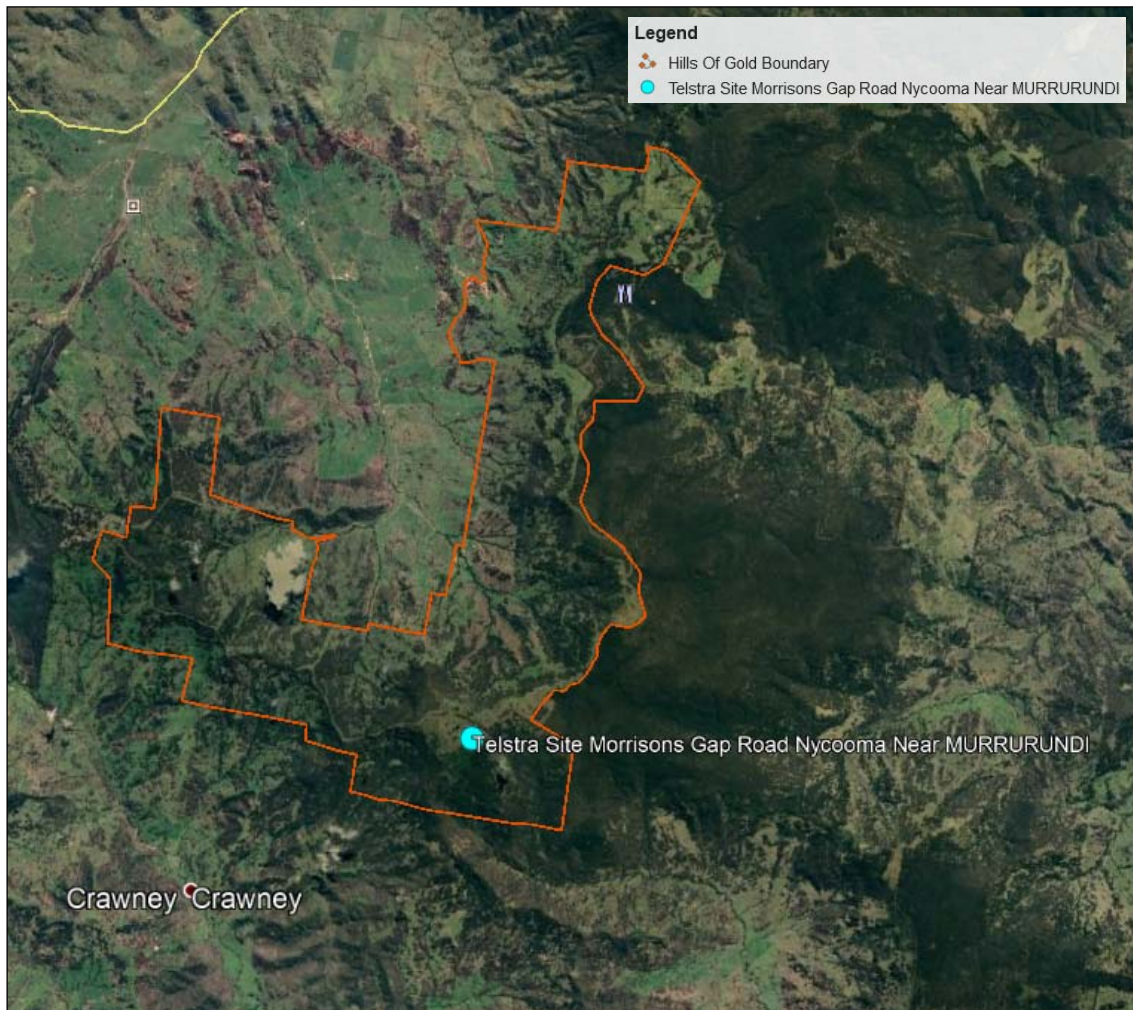 Legend
Hills Of Gold Boundary
Telstra Site Morrisons Gap Road Nycooma Near MURRURUNDI
Telstra Site Morrisons Gap Road Nycooma Near MURRURUNDI
Crawney Crawney